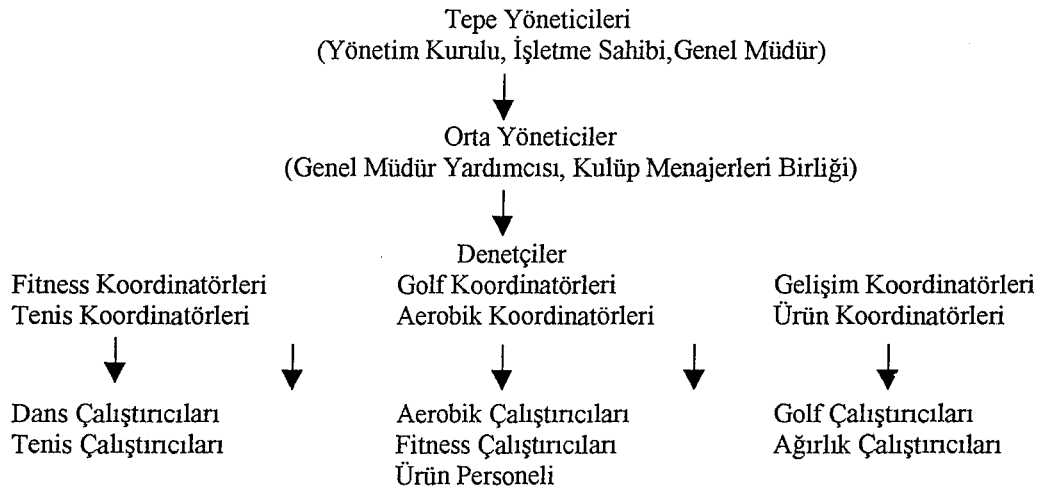 Tepe Yöneticileri
(Yönetim Kurulu, İşletme Sahibi,Genel Müdür)
Orta Yöneticiler
(Genel Müdür Yardımcısı, Kulüp Menajerleri Birliği)
Denetçiler
Fitness Koordinatörleri Golf Koordinatörleri Gelişim Koordinatörleri
Tenis Koordinatörleri Aerobik Koordinatörleri Ürün Koordinatörleri
Dans Çalıştırıcıları Aerobik Çalıştırıcıları Golf Çalıştırıcıları
Tenis Çalıştırıcıları Fitness Çalıştırıcıları Ağırlık Çalıştırıcıları
Ürün Personeli